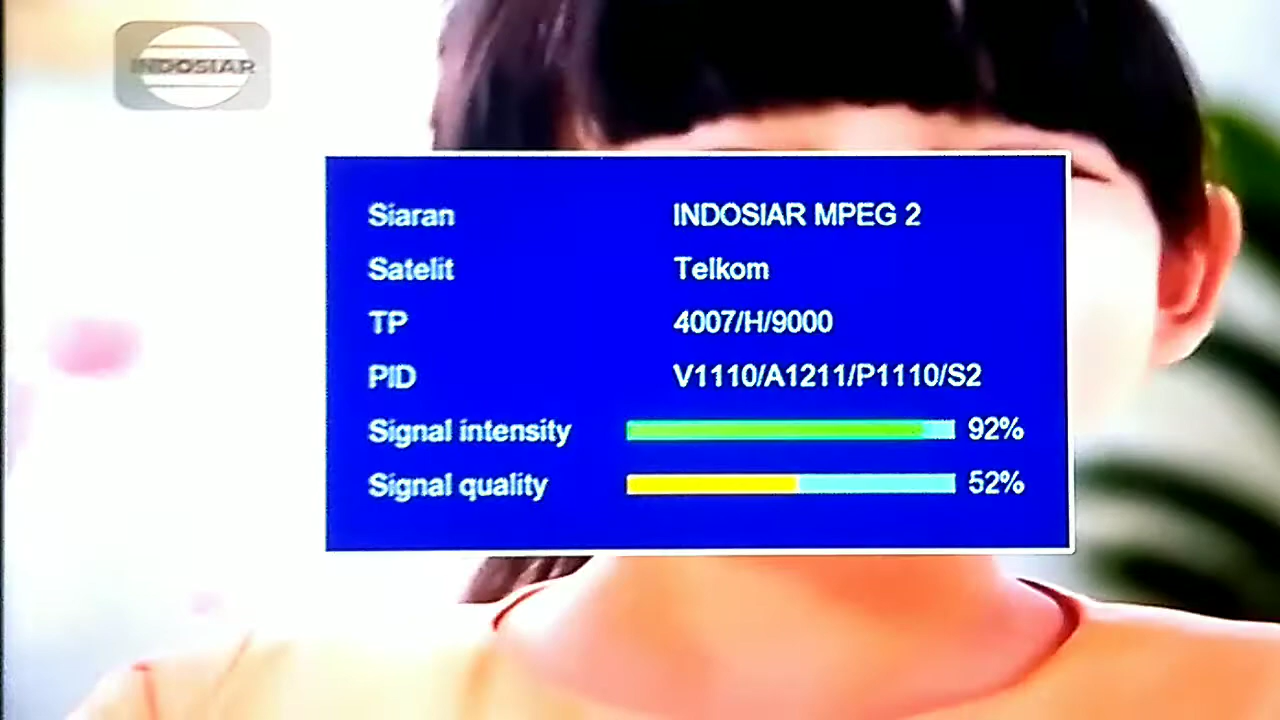 INDOSIAR
Siaran INDOSIAR MPEG 2
Satelit Telkom
TP 4007/H/9000
PID V1110/A1211/P1110/S2
Signal intensity 92%
Signal quality 52%